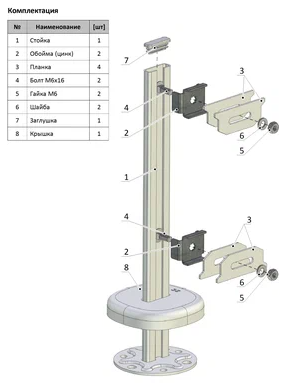 Комплектация
№ Наименование [шт]
1 Стойка 1
2 Обойма (цинк) 2
3 Планка 4
4 Болт М6х16 2
5 Гайка М6 2
6 Шайба 2
7 Заглушка 1
8 Крышка 1
7
3
4
2
6
5
1
4
3
2
8
6
5